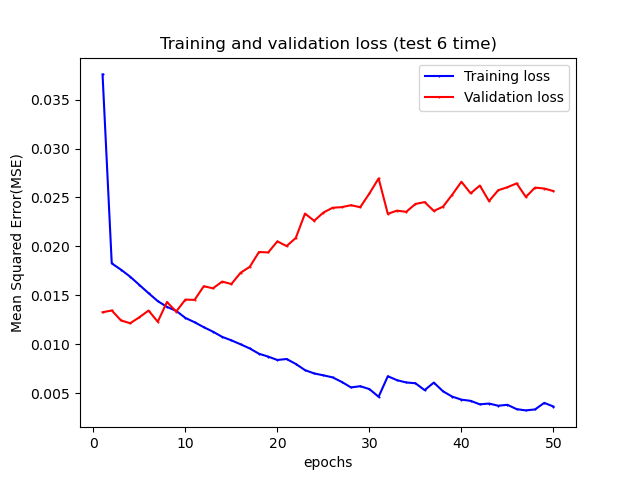 Training and validation loss (test 6 time)
Training loss
Validation loss
Mean Squared Error(MSE)
0.035
0.030
0.025
0.020
0.015
0.010
0.005
0 10 20 30 40 50
epochs